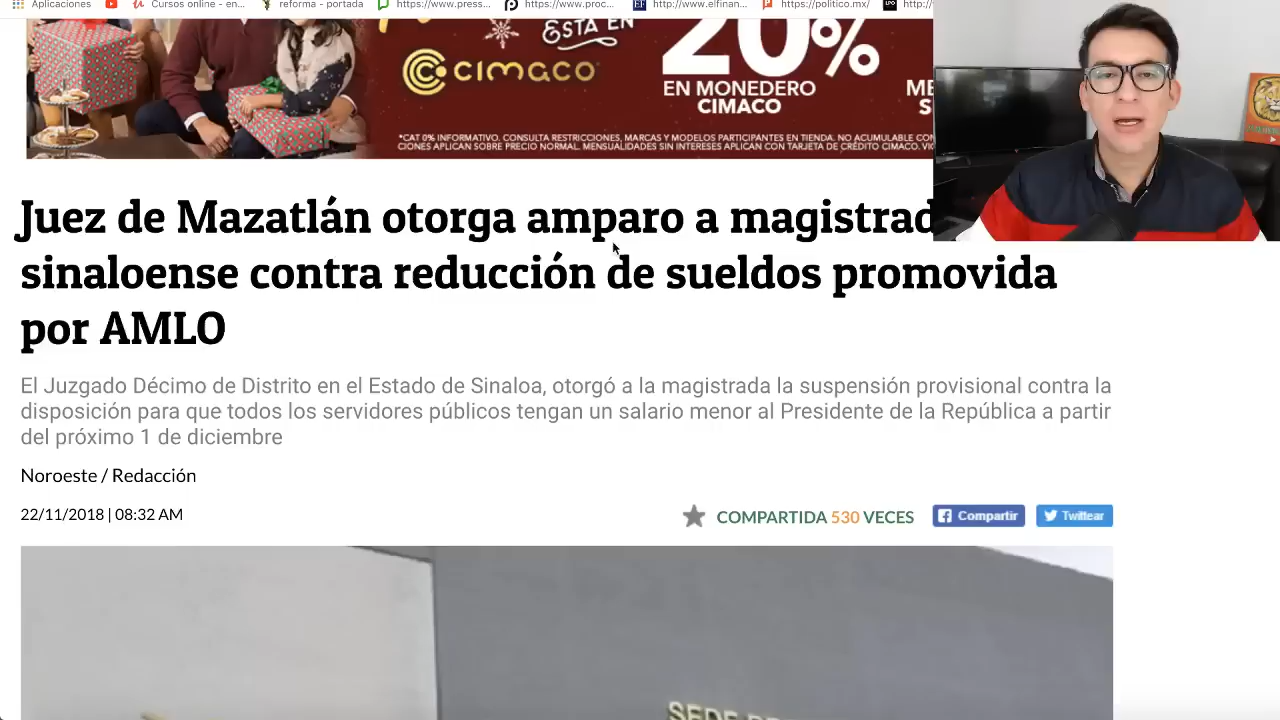 Aplicaciones Cursos online - en... reforma - portada https://www.press... https://www.proc... EF http://www.elfinan... https://politico.mx/ LPO http://
ESTÁ EN
20%
cimaco
EN MONEDERO
CIMACO
*CAT 0% INFORMATIVO. CONSULTA RESTRICCIONES, MARCAS Y MODELOS PARTICIPANTES EN TIENDA. NO ACUMULABLE CON
CIONES APLICAN SOBRE PRECIO NORMAL. MENSUALIDADES SIN INTERESES APLICAN CON TARJETA DE CRÉDITO CIMACO.
Juez de Mazatlán otorga amparo a magistrad
sinaloense contra reducción de sueldos promovida
por AMLO
El Juzgado Décimo de Distrito en el Estado de Sinaloa, otorgó a la magistrada la suspensión provisional contra la
disposición para que todos los servidores públicos tengan un salario menor al Presidente de la República a partir
del próximo 1 de diciembre
Noroeste / Redacción
22/11/2018 | 08:32 AM
COMPARTIDA 530 VECES
Compartir
Twittear
SEDE